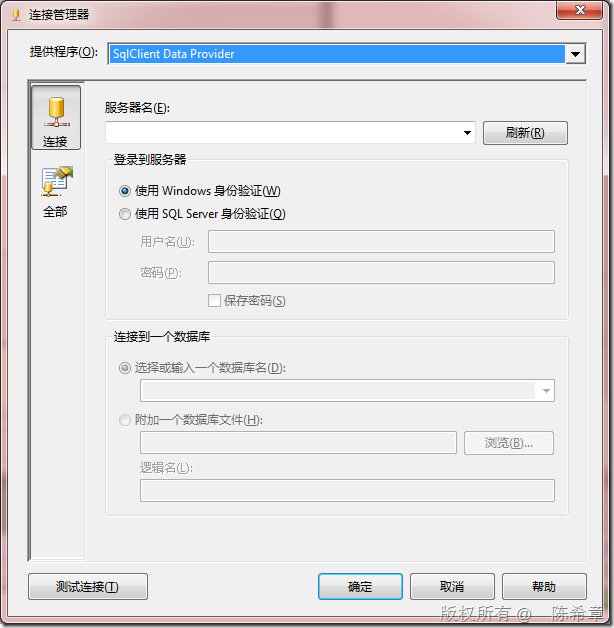 连接管理器
提供程序(O): SqlClient Data Provider
连接
全部
服务器名(E):
刷新(R)
登录到服务器
使用 Windows 身份验证(W)
使用 SQL Server 身份验证(Q)
用户名(U):
密码(P):
保存密码(S)
连接到一个数据库
选择或输入一个数据库名(D):
附加一个数据库文件(H):
浏览(B)...
逻辑名(L):
测试连接(T) 确定 取消 帮助
版权所有 @ 陈希章